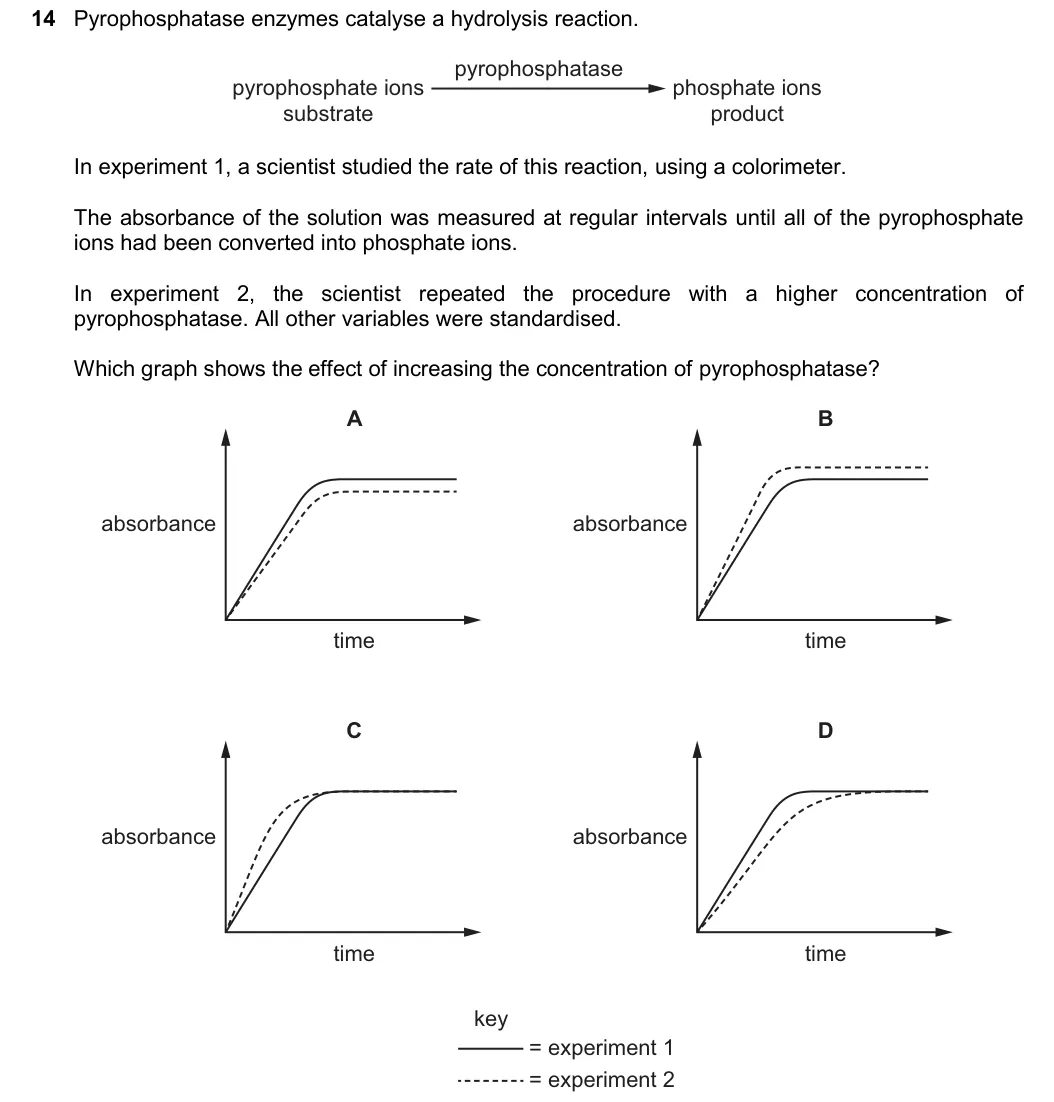 14 Pyrophosphatase enzymes catalyse a hydrolysis reaction.
pyrophosphatase
pyrophosphate ions phosphate ions
substrate product
In experiment 1, a scientist studied the rate of this reaction, using a colorimeter.
The absorbance of the solution was measured at regular intervals until all of the pyrophosphate
ions had been converted into phosphate ions.
In experiment 2, the scientist repeated the procedure with a higher concentration of
pyrophosphatase. All other variables were standardised.
Which graph shows the effect of increasing the concentration of pyrophosphatase?
A B
absorbance absorbance
time time
C D
absorbance absorbance
time time
key
= experiment 1
= experiment 2